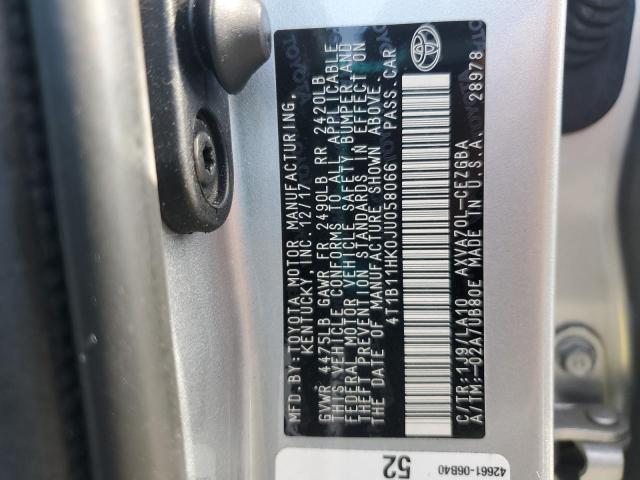 MFD.BY:TOYOTA MOTOR MANUFACTURING,
KENTUCKY, INC. 12/17
GVWR 4475LB GAWR FR 2490LB RR 2420LB
THIS VEHICLE CONFORMS TO ALL APPLICABLE
FEDERAL MOTOR VEHICLE SAFETY, BUMPER, AND
THEFT PREVENTION STANDARDS IN EFFECT ON
THE DATE OF MANUFACTURE SHOWN ABOVE.
4T1B11HK0JU058066 PASS.CAR
C/TR:1J9/LA10 AXVA70L-CEZGBA
A/TM:-02A/UB80E MADE IN U.S.A. 28978
52
42661-06B40